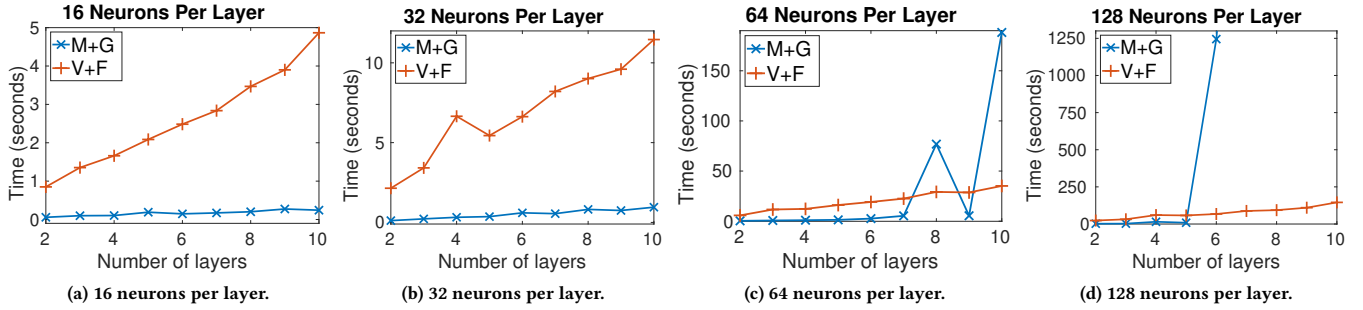 16 Neurons Per Layer
Time (seconds)
5
4
3
2
1
0
M+G
V+F
2
4
6
8
10
Number of layers
(a) 16 neurons per layer.
32 Neurons Per Layer
Time (seconds)
10
5
0
M+G
V+F
2
4
6
8
10
Number of layers
(b) 32 neurons per layer.
64 Neurons Per Layer
Time (seconds)
150
100
50
0
M+G
V+F
2
4
6
8
10
Number of layers
(c) 64 neurons per layer.
128 Neurons Per Layer
Time (seconds)
1250
1000
750
500
250
0
M+G
V+F
2
4
6
8
10
Number of layers
(d) 128 neurons per layer.